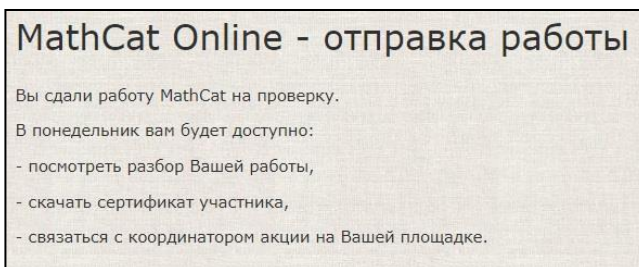 MathCat Online - отправка работы
Вы сдали работу MathCat на проверку.
В понедельник вам будет доступно:
- посмотреть разбор Вашей работы,
- скачать сертификат участника,
- связаться с координатором акции на Вашей площадке.